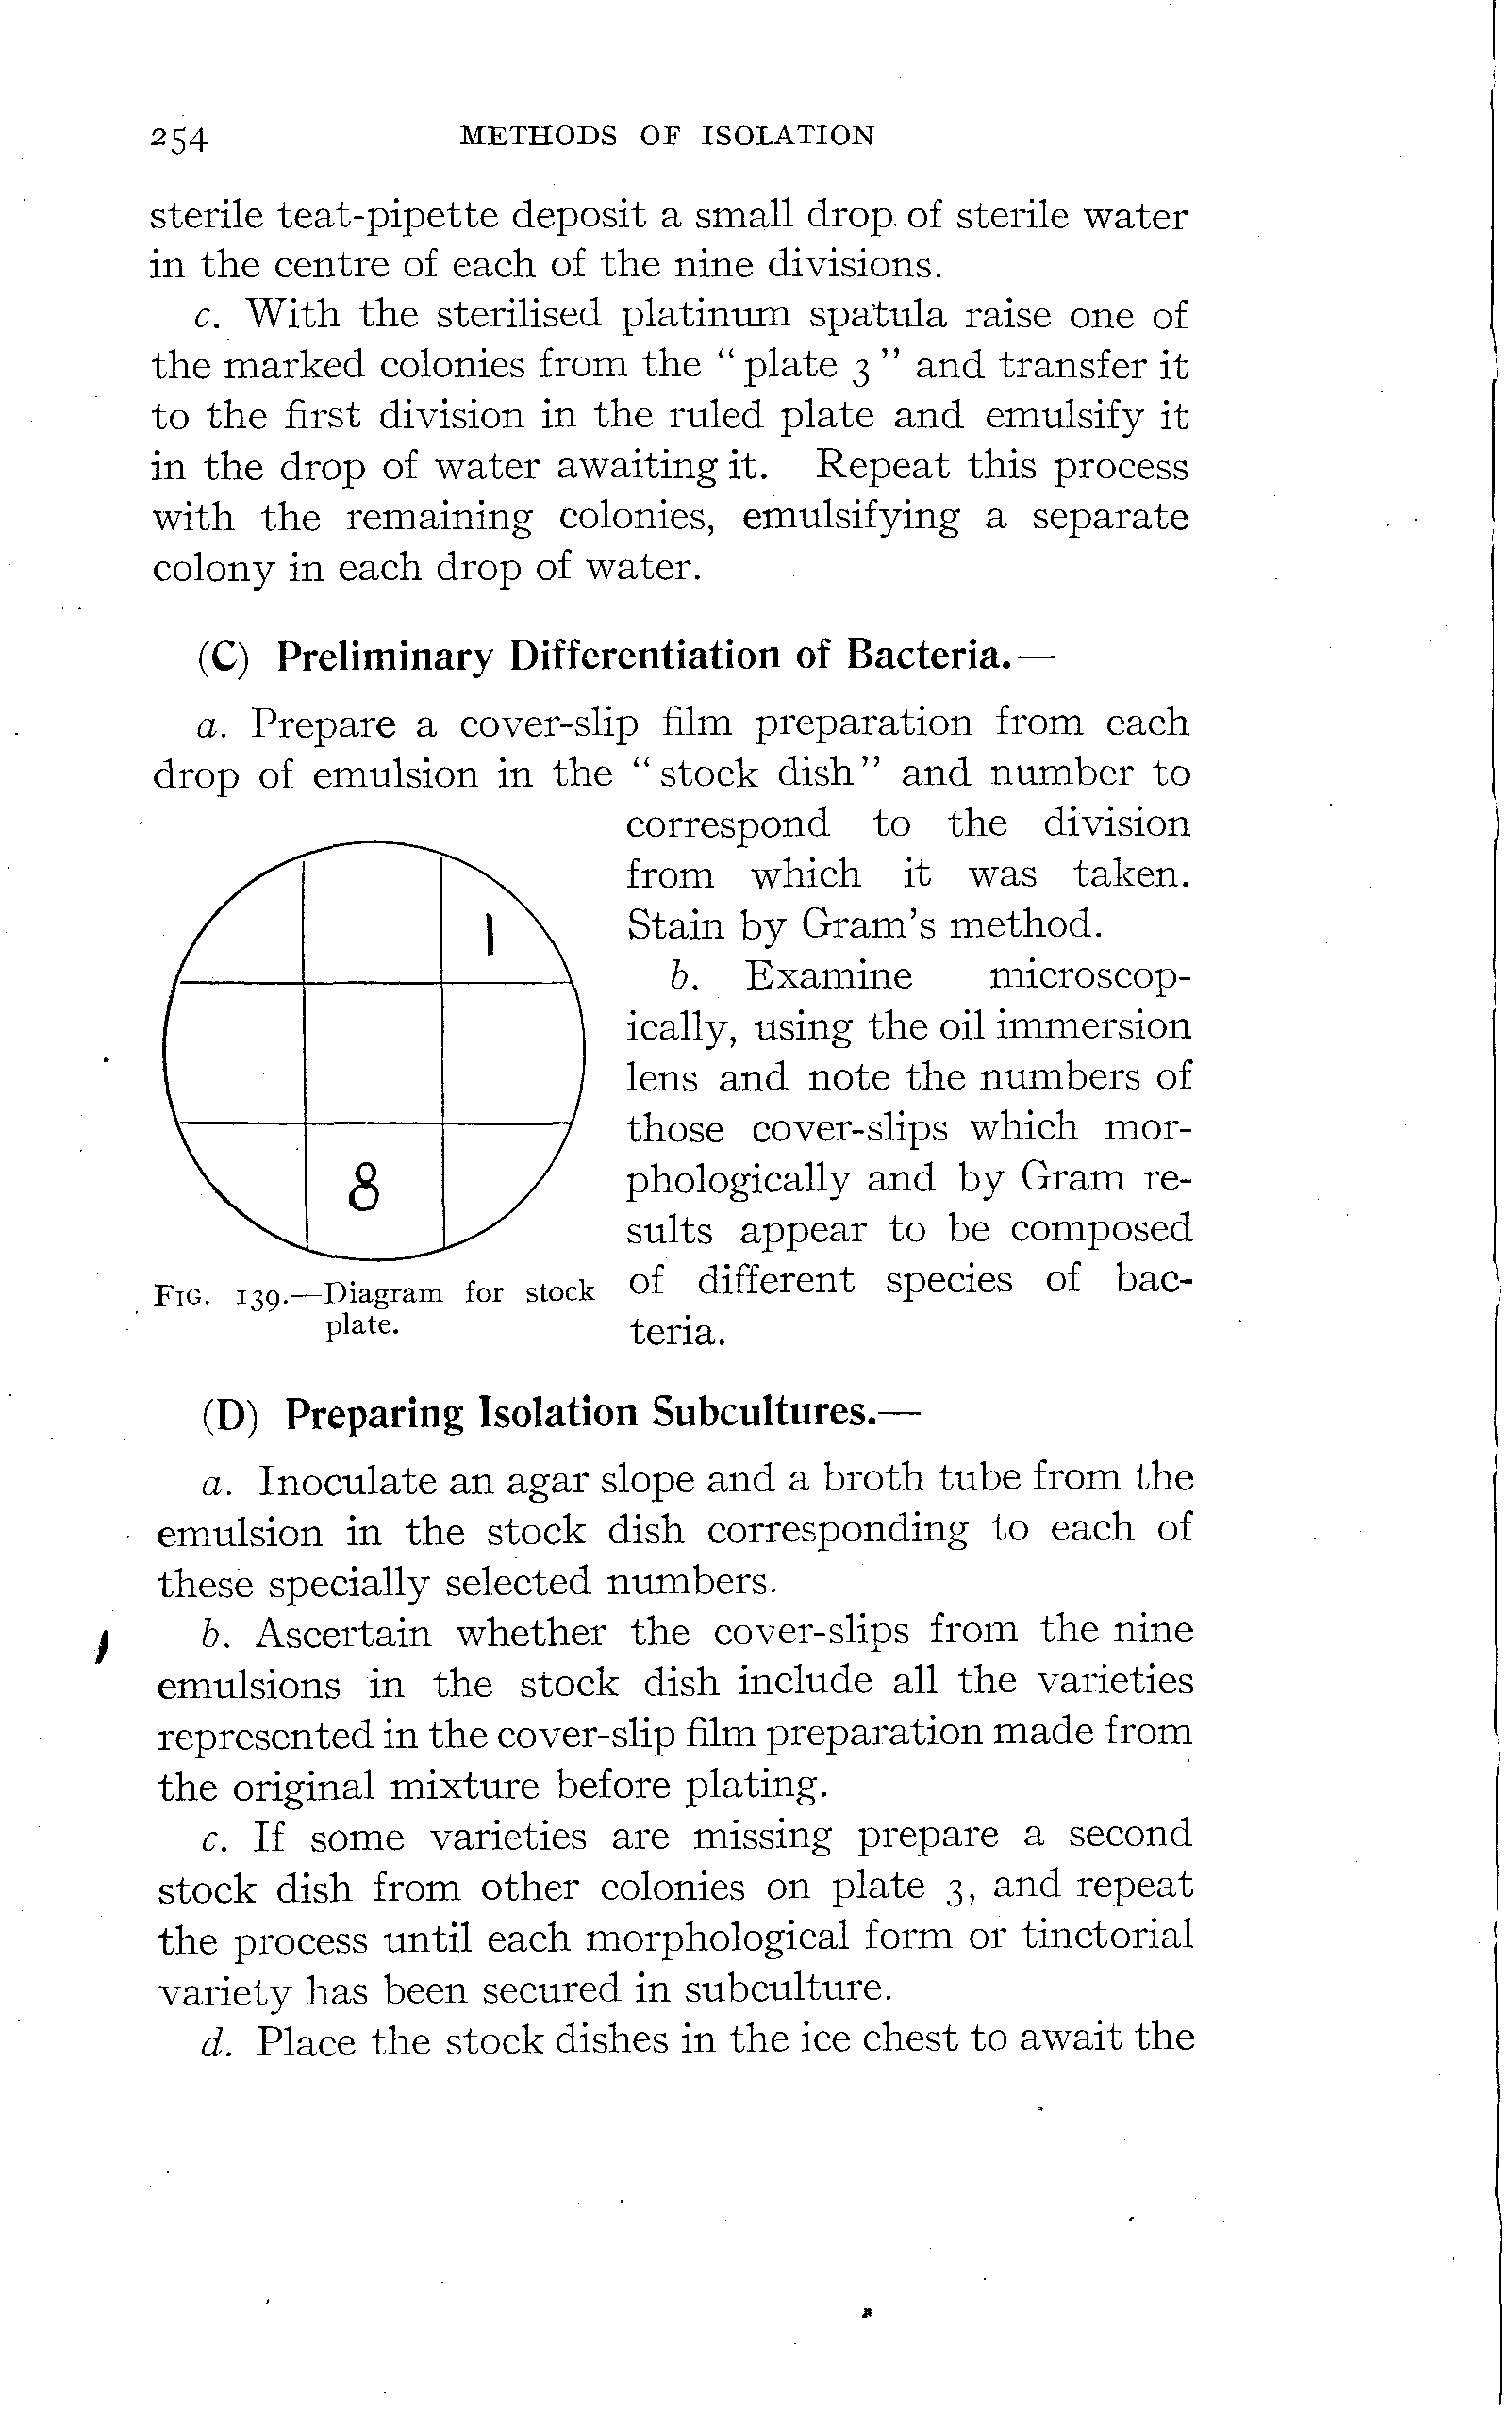 254 METHODS OF ISOLATION
sterile teat-pipette deposit a small drop of sterile water
in the centre of each of the nine divisions.
c. With the sterilised platinum spatula raise one of
the marked colonies from the “plate 3” and transfer it
to the first division in the ruled plate and emulsify it
in the drop of water awaiting it. Repeat this process
with the remaining colonies, emulsifying a separate
colony in each drop of water.
(C) Preliminary Differentiation of Bacteria.—
a. Prepare a cover-slip film preparation from each
drop of emulsion in the “stock dish” and number to
correspond to the division
from which it was taken.
Stain by Gram's method.
b. Examine microscop-
ically, using the oil immersion
lens and note the numbers of
those cover-slips which mor-
phologically and by Gram re-
sults appear to be composed
of different species of bac-
teria.
1
8
FIG. 139.—Diagram for stock
plate.
(D) Preparing Isolation Subcultures.—
a. Inoculate an agar slope and a broth tube from the
emulsion in the stock dish corresponding to each of
these specially selected numbers.
b. Ascertain whether the cover-slips from the nine
emulsions in the stock dish include all the varieties
represented in the cover-slip film preparation made from
the original mixture before plating.
c. If some varieties are missing prepare a second
stock dish from other colonies on plate 3, and repeat
the process until each morphological form or tinctorial
variety has been secured in subculture.
d. Place the stock dishes in the ice chest to await the